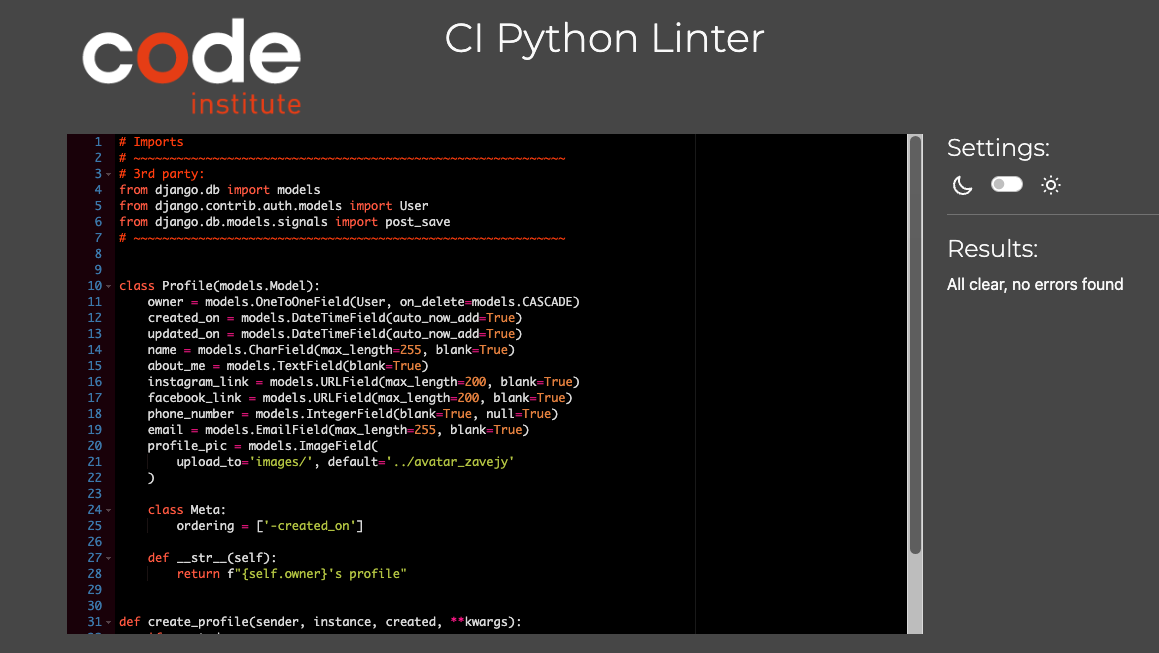 code
institute
CI Python Linter
1 # Imports
2 # ~~~~~~~~~~~~~~~~~~~~~~~~~~~~~~~~~~~~~~~~~~~~~~~~~~~~~~~~~~~~
3 # 3rd party:
4 from django.db import models
5 from django.contrib.auth.models import User
6 from django.db.models.signals import post_save
7 # ~~~~~~~~~~~~~~~~~~~~~~~~~~~~~~~~~~~~~~~~~~~~~~~~~~~~~~~~~~~~
8
9
10 class Profile(models.Model):
11     owner = models.OneToOneField(User, on_delete=models.CASCADE)
12     created_on = models.DateTimeField(auto_now_add=True)
13     updated_on = models.DateTimeField(auto_now_add=True)
14     name = models.CharField(max_length=255, blank=True)
15     about_me = models.TextField(blank=True)
16     instagram_link = models.URLField(max_length=200, blank=True)
17     facebook_link = models.URLField(max_length=200, blank=True)
18     phone_number = models.IntegerField(blank=True, null=True)
19     email = models.EmailField(max_length=255, blank=True)
20     profile_pic = models.ImageField(
21         upload_to='images/', default='../avatar_zavejy'
22     )
23
24     class Meta:
25         ordering = ['-created_on']
26
27     def __str__(self):
28         return f"{self.owner}'s profile"
29
30
31 def create_profile(sender, instance, created, **kwargs):
Settings:
Results:
All clear, no errors found